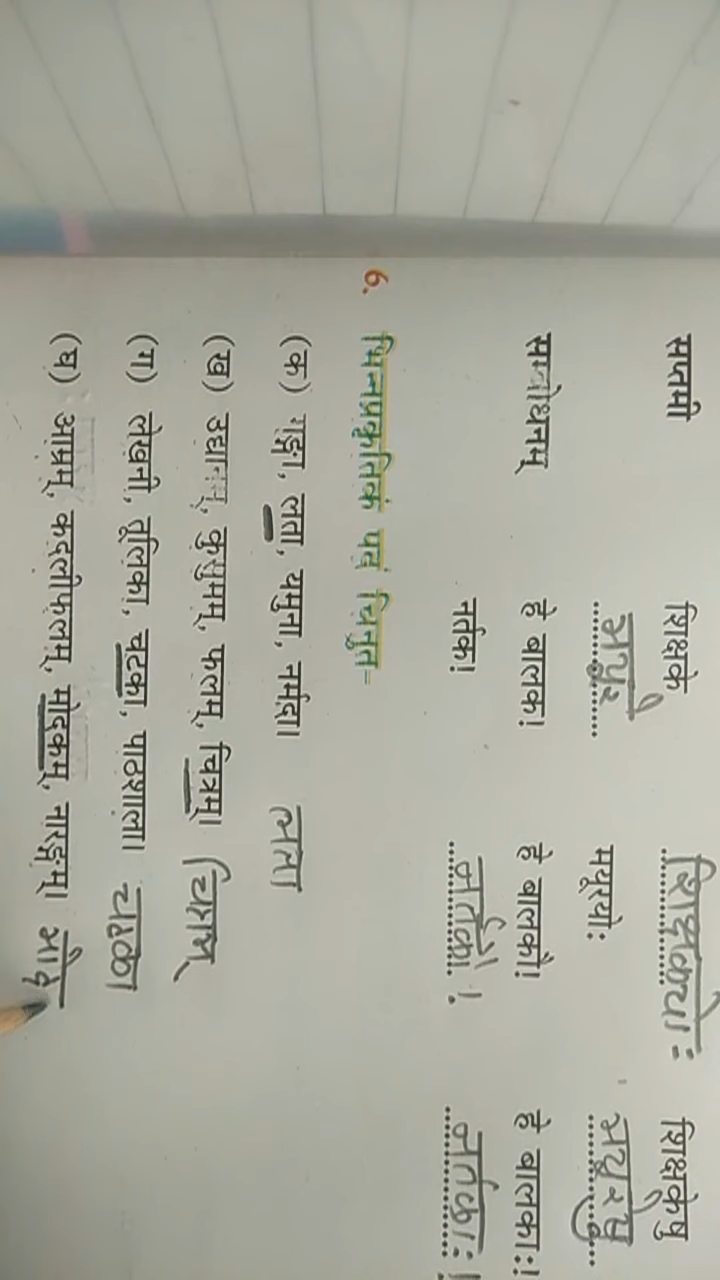 सप्तमी शिक्षके शिक्षकयोः शिक्षकेषु
मयूरे मयूरयोः मयूरेषु
सम्बोधनम् हे बालक! हे बालकौ! हे बालकाः!
नर्तक! नर्तकौ ! नर्तकाः !
6. भिन्नप्रकृतिकं पदं चिनुत-
(क) गङ्गा, लता, यमुना, नर्मदा। लता
(ख) उद्यानम्, कुसुमम्, फलम्, चित्रम्। चित्रम्
(ग) लेखनी, तूलिका, चटका, पाठशाला। चटका
(घ) आम्रम्, कदलीफलम्, मोदकम्, नारङ्गम्। मोद